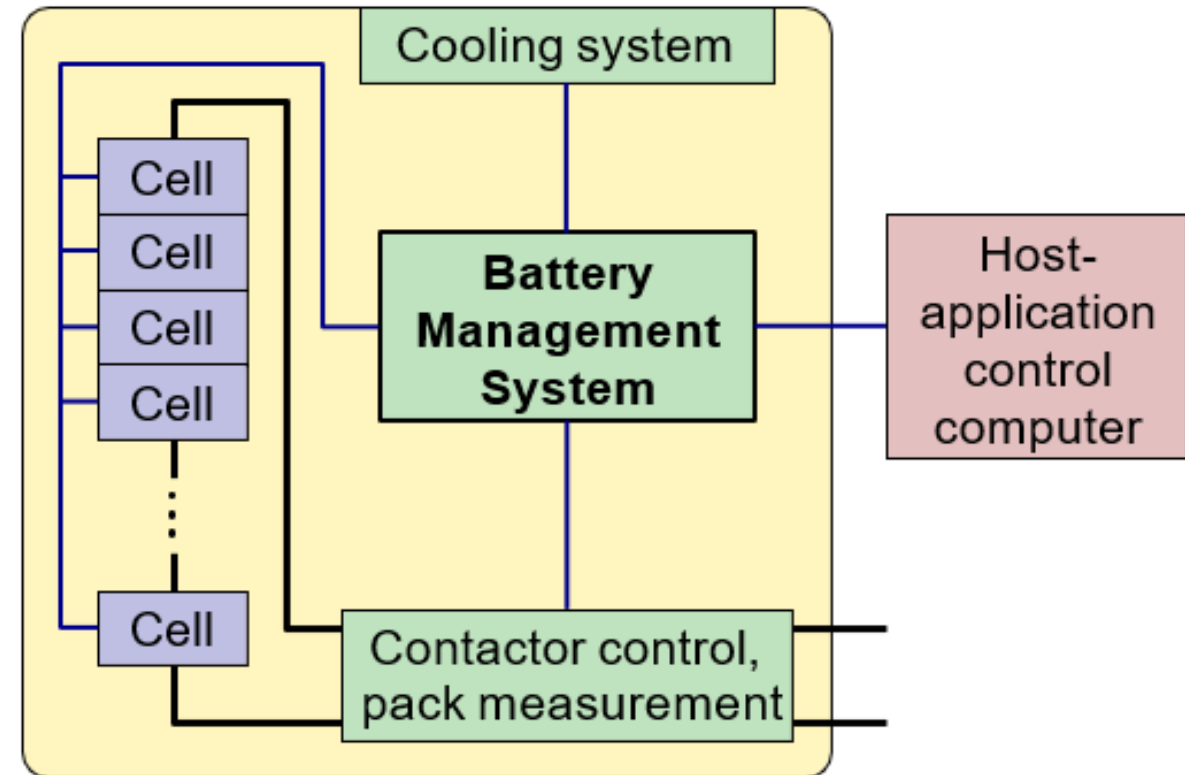 Cooling system
Cell
Cell
Cell
Cell
Cell
Battery
Management
System
Host-
application
control
computer
Contactor control,
pack measurement